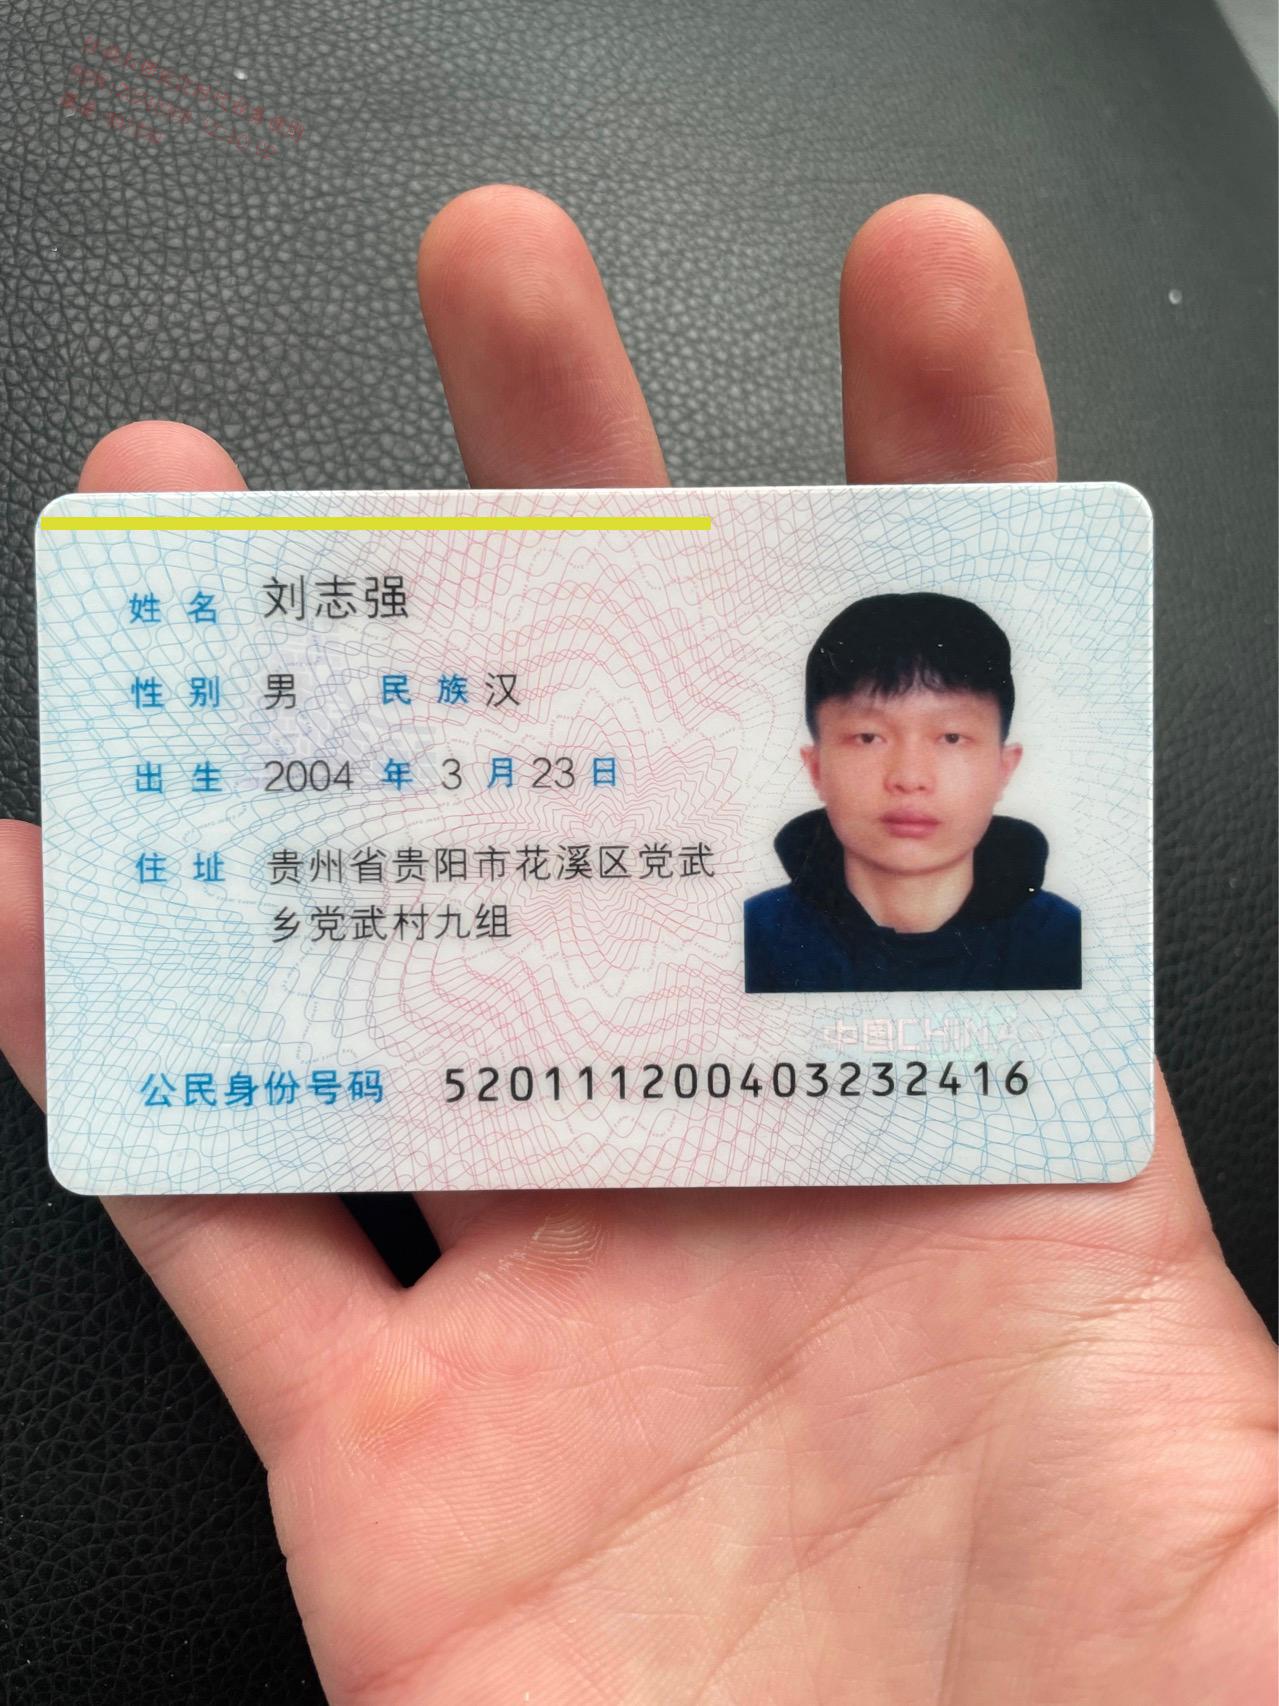 姓名 刘志强
性别 男 民族 汉
出生 2004 年 3 月 23 日
住址 贵州省贵阳市花溪区党武
乡党武村九组
中国CHINA
公民身份号码 520111200403232416